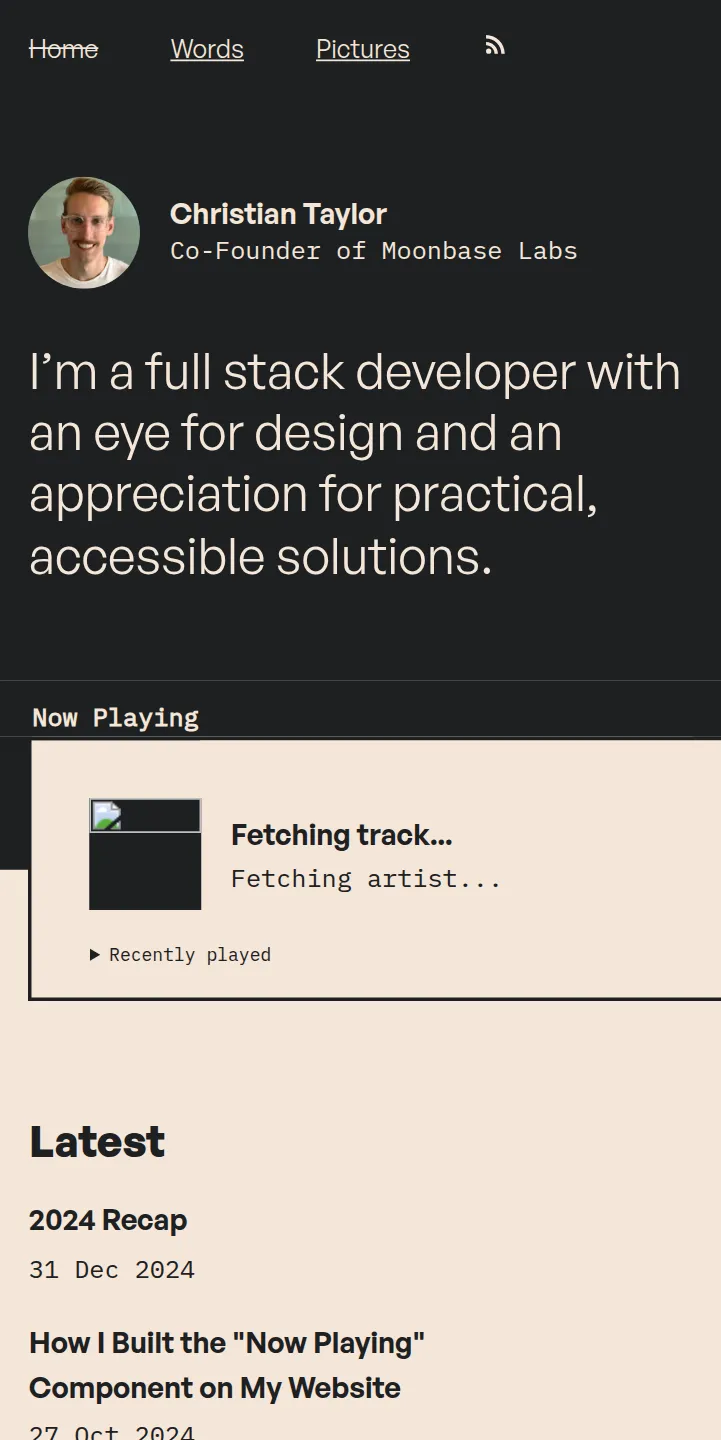 Home Words Pictures
Christian Taylor
Co-Founder of Moonbase Labs
I’m a full stack developer with
an eye for design and an
appreciation for practical,
accessible solutions.
Now Playing
Fetching track...
Fetching artist...
Recently played
Latest
2024 Recap
31 Dec 2024
How I Built the "Now Playing"
Component on My Website
27 Oct 2024